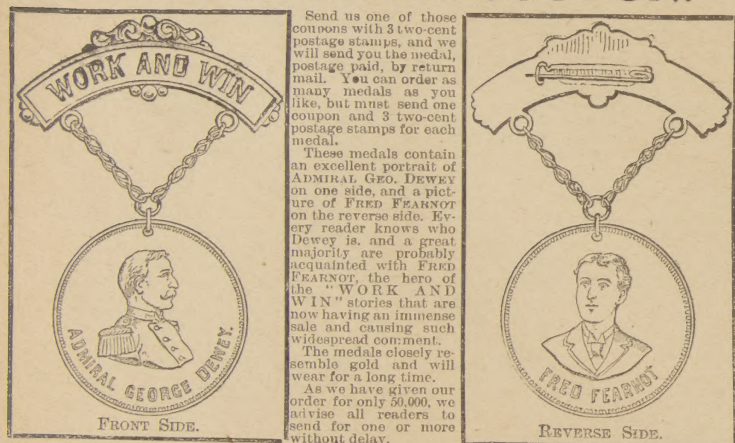 WORK AND WIN
ADMIRAL GEORGE DEWEY.
FRONT SIDE.
Send us one of those
coupons with 3 two-cent
postage stamps, and we
will send you the medal,
postage paid, by return
mail. You can order as
many medals as you
like, but must send one
coupon and 3 two-cent
postage stamps for each
medal.
These medals contain
an excellent portrait of
ADMIRAL GEO. DEWEY
on one side, and a pict-
ure of FRED FEARNOT
on the reverse side. Ev-
ery reader knows who
Dewey is. and a great
majority are probably
acquainted with FRED
FEARNOT, the hero of
the "WORK AND
WIN" stories that are
now having an immense
sale and causing such
widespread comment.
The medals closely re-
semble gold and will
wear for a long time.
As we have given our
order for only 50,000, we
advise all readers to
send for one or more
without delay.
FRED FEARNOT
REVERSE SIDE.